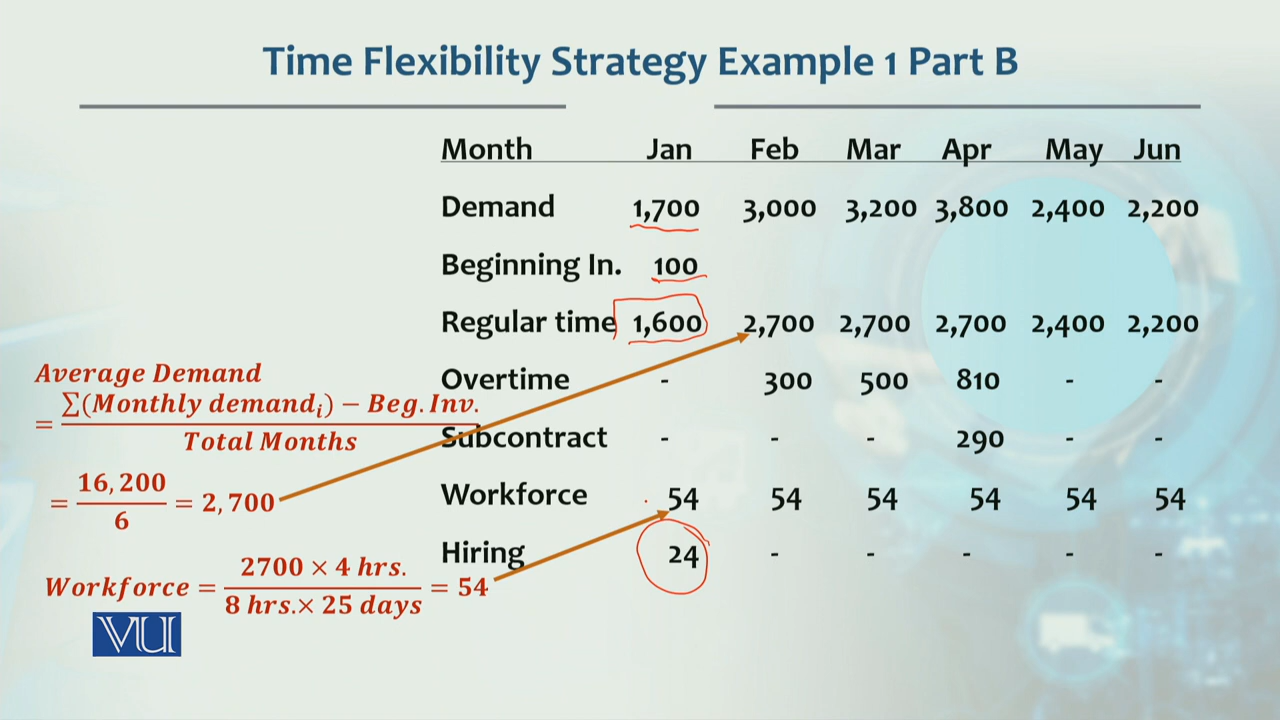 Time Flexibility Strategy Example 1 Part B
Month Jan Feb Mar Apr May Jun
Demand 1,700 3,000 3,200 3,800 2,400 2,200
Beginning In. 100
Regular time 1,600 2,700 2,700 2,700 2,400 2,200
Overtime - 300 500 810 - -
Subcontract - - - 290 - -
Workforce 54 54 54 54 54 54
Hiring 24 - - - - -
Average Demand
= ∑(Monthly demandᵢ) − Beg. Inv.
Total Months
= 16,200
6
= 2,700
Workforce = 2700 × 4 hrs.
8 hrs.× 25 days
= 54
VU